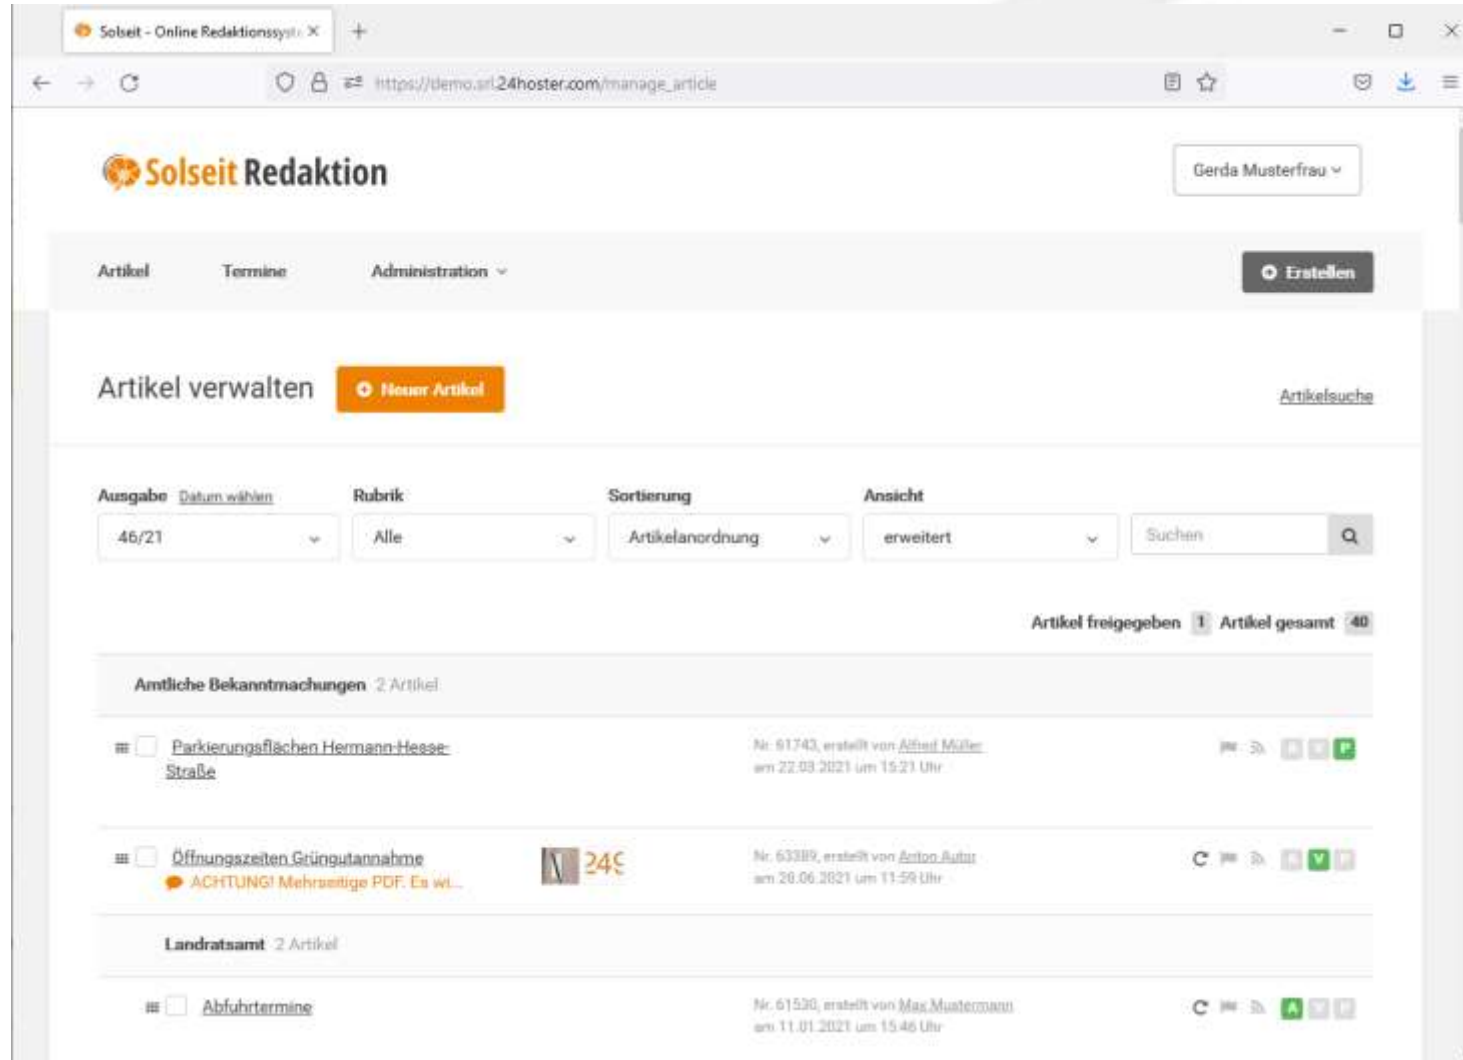 Solseit - Online Redaktionssyste
https://demo.srl.24hoster.com/manage_article
Solseit Redaktion
Gerda Musterfrau
Artikel Termine Administration Erstellen
Artikel verwalten Neuer Artikel Artikelsuche
Ausgabe Datum wählen Rubrik Sortierung Ansicht
46/21 Alle Artikelanordnung erweitert Suchen
Artikel freigegeben 1 Artikel gesamt 40
Amtliche Bekanntmachungen 2 Artikel
Parkierungsflächen Hermann-Hesse- Nr. 61743, erstellt von Alfred Müller
Straße am 22.03.2021 um 15:21 Uhr
A V P
Öffnungszeiten Grüngutannahme Nr. 63389, erstellt von Anton Autor
ACHTUNG! Mehrseitige PDF. Es wi... am 28.06.2021 um 11:59 Uhr
A V P
Landratsamt 2 Artikel
Abfuhrtermine Nr. 61530, erstellt von Max Mustermann
am 11.01.2021 um 15:46 Uhr
A V P